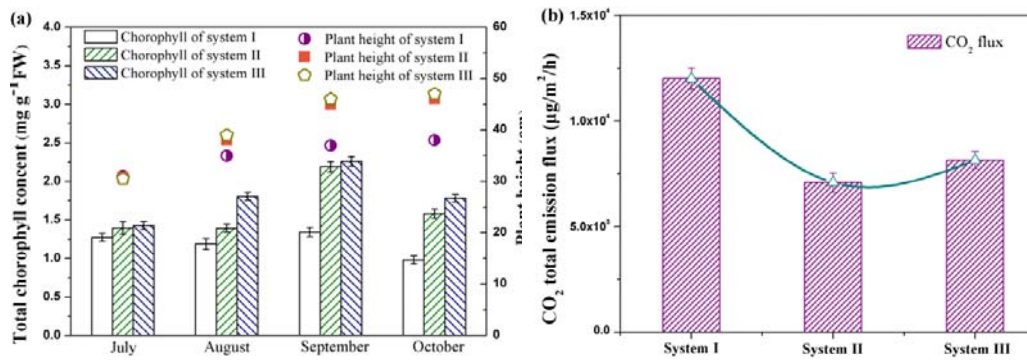 (a)
4.0
3.5
3.0
2.5
2.0
1.5
1.0
0.5
0.0
Total chorophyll concent (mg g⁻¹FW)
Chorophyll of system I
Chorophyll of system II
Chorophyll of system III
Plant height of system I
Plant height of system II
Plant height of system III
60
50
40
30
20
10
0
Plant height (cm)
July
August
September
October
(b)
1.5x10⁴
1.0x10⁴
5.0x10³
0.0
CO₂ total emission flux (μg/m²/h)
CO₂ flux
System I
System II
System III